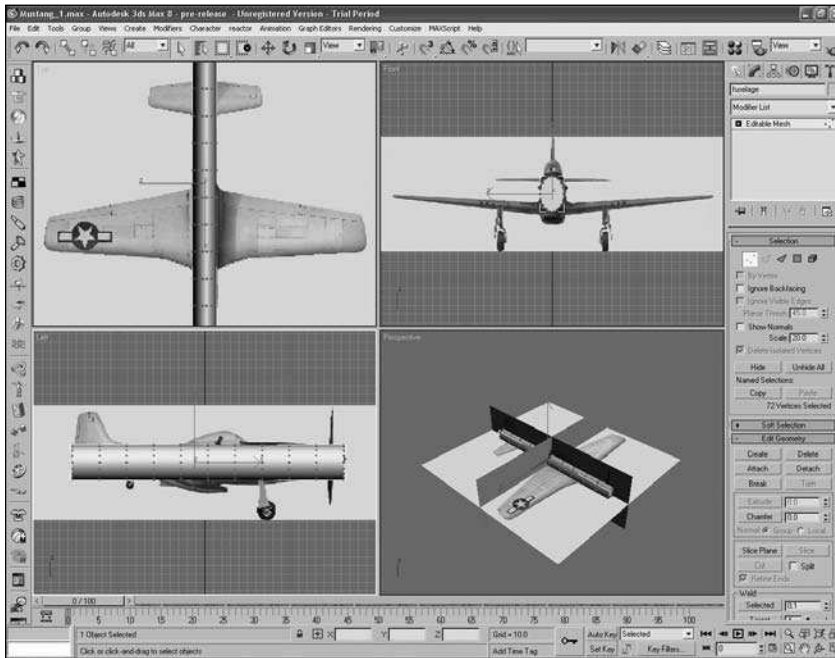 Mustang_1.max - Autodesk 3ds Max 8 - pre-release - Unregistered Version - Trial Period
File Edit Tools Group Views Create Modifiers Character reactor Animation Graph Editors Rendering Customize MAXScript Help
All View View
Front
Left
Perspective
fuselage
Modifier List
Editable Mesh
- Selection
By Vertex
Ignore Backfacing
Ignore Visible Edges
Planar Thresh: 45.0
Show Normals
Scale: 20.0
Delete Isolated Vertices
Hide Unhide All
Named Selections:
Copy Paste
72 Vertices Selected
+ Soft Selection
- Edit Geometry
Create Delete
Attach Detach
Break Turn
Extrude 0.0
Chamfer 0.0
Normal: Group Local
Slice Plane Slice
Cut Split
Refine Ends
Weld
Selected 0.1
0 / 100
0 5 10 15 20 25 30 35 40 45 50 55 60 65 70 75 80 85 90 95 100
1 Object Selected X: Y: Z: Grid = 10.0 Auto Key Selected
Click or click-and-drag to select objects Add Time Tag Set Key Key Filters... 0